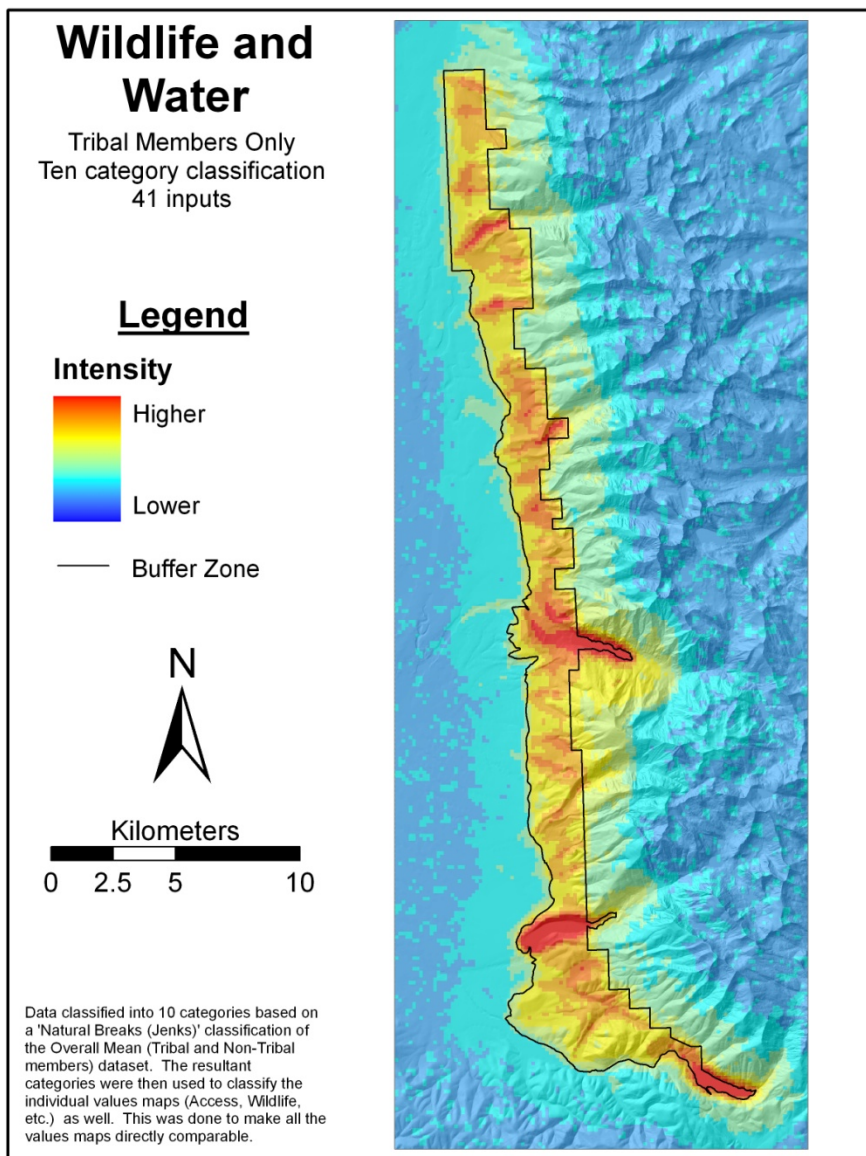 Wildlife and
Water
Tribal Members Only
Ten category classification
41 inputs
Legend
Intensity
Higher
Lower
Buffer Zone
N
Kilometers
0 2.5 5 10
Data classified into 10 categories based on
a 'Natural Breaks (Jenks)' classification of
the Overall Mean (Tribal and Non-Tribal
members) dataset. The resultant
categories were then used to classify the
individual values maps (Access, Wildlife,
etc.) as well. This was done to make all the
values maps directly comparable.